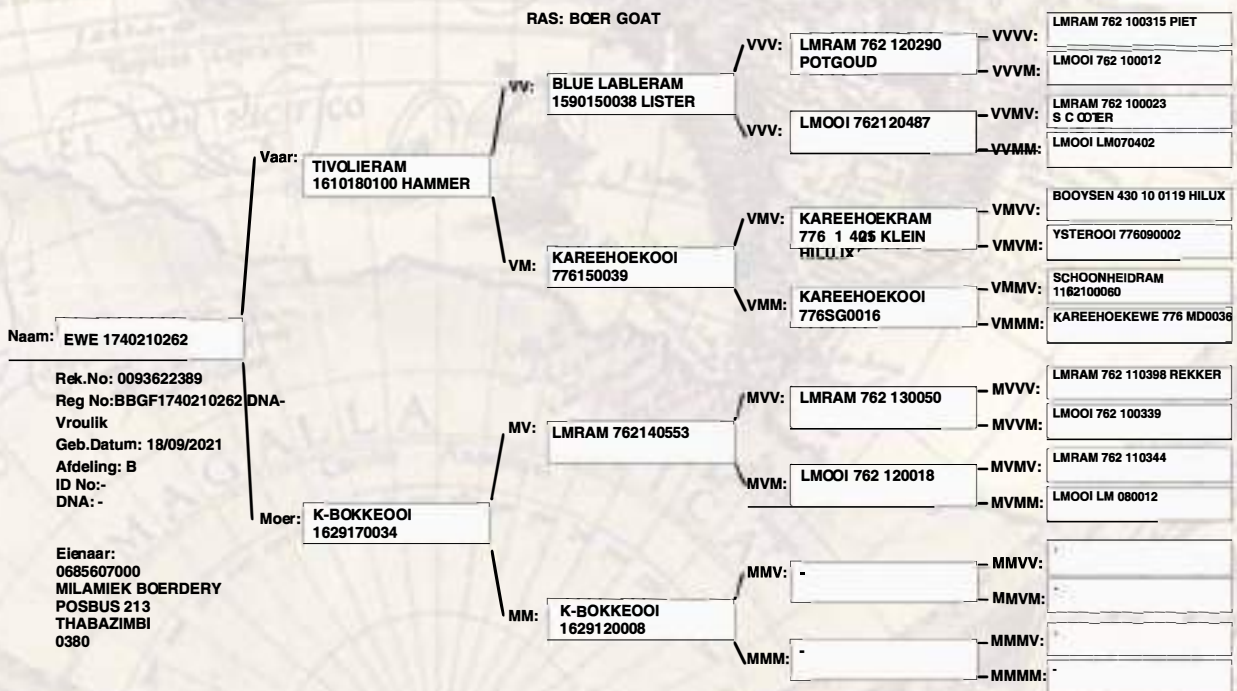 RAS: BOER GOAT
Naam: EWE 1740210262
Rek.No: 0093622389
Reg No:BBGF1740210262 DNA-
Vroulik
Geb.Datum: 18/09/2021
Afdeling: B
ID No:-
DNA: -
Eienaar:
0685607000
MILAMIEK BOERDERY
POSBUS 213
THABAZIMBI
0380
Vaar: TIVOLIERAM
1610180100 HAMMER
Moer: K-BOKKEOOI
1629170034
VV: BLUE LABLERAM
1590150038 LISTER
VM: KAREEHOEKOOI
776150039
MV: LMRAM 762140553
MM: K-BOKKEOOI
1629120008
VVV: LMRAM 762 120290
POTGOUD
VVV: LMOOI 762120487
VMV: KAREEHOEKRAM
776 1 KLEIN
HILUX
VMM: KAREEHOEKOOI
776SG0016
MVV: LMRAM 762 130050
MVM: LMOOI 762 120018
MMV: -
MMM: -
VVVV: LMRAM 762 100315 PIET
VVVM: LMOOI 762 100012
VVMV: LMRAM 762 100023
S C OOTER
VVMM: LMOOI LM070402
VMVV: BOOYSEN 430 10 0119 HILUX
VMVM: YSTEROOI 776090002
VMMV: SCHOONHEIDRAM
1162100060
VMMM: KAREEHOEKEWE 776 MD0036
MVVV: LMRAM 762 110398 REKKER
MVVM: LMOOI 762 100339
MVMV: LMRAM 762 110344
MVMM: LMOOI LM 080012
MMVV: -
MMVM: -
MMMV: -
MMMM: -